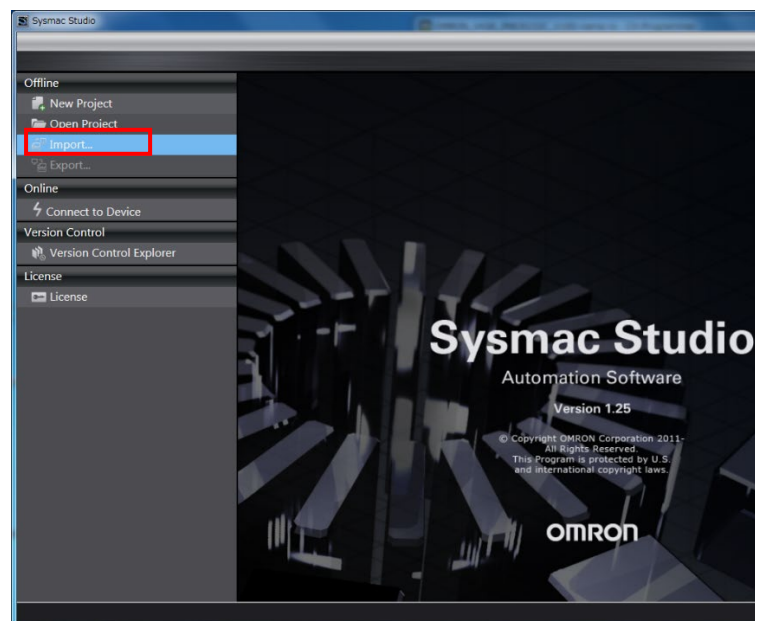 Sysmac Studio
Offline
New Project
Open Project
Import...
Export...
Online
Connect to Device
Version Control
Version Control Explorer
License
License
Sysmac Studio
Automation Software
Version 1.25
© Copyright OMRON Corporation 2011-
All Rights Reserved.
This Program is protected by U.S.
and international copyright laws.
OMRON